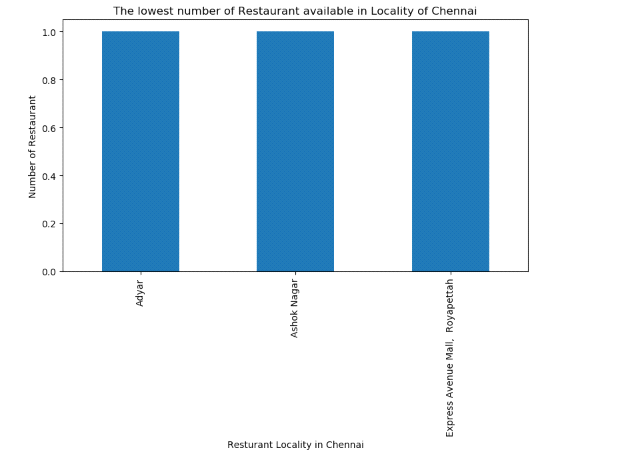 The lowest number of Restaurant available in Locality of Chennai
Number of Restaurant
1.0
0.8
0.6
0.4
0.2
0.0
Adyar
Ashok Nagar
Express Avenue Mall,  Royapettah
Resturant Locality in Chennai